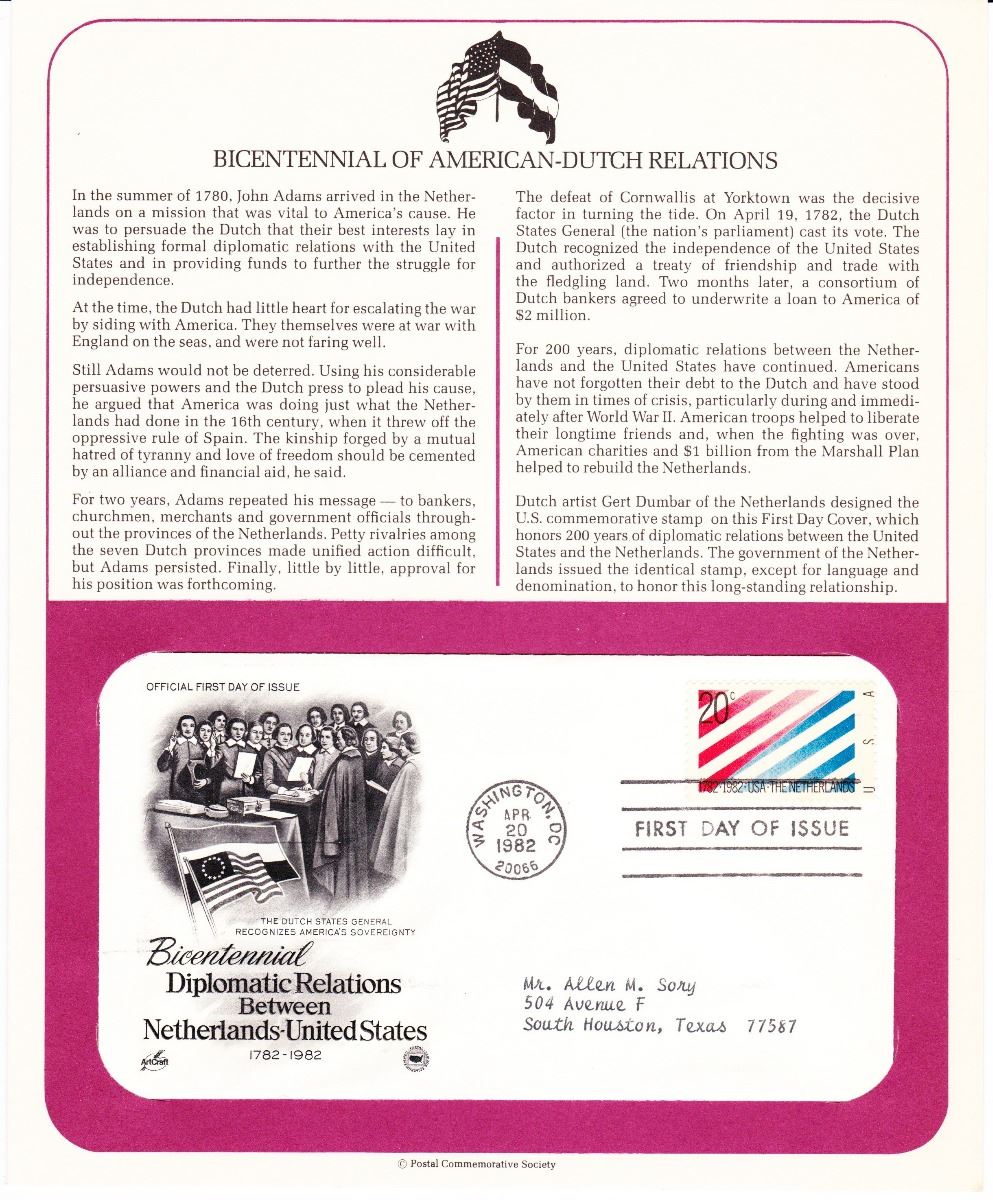 BICENTENNIAL OF AMERICAN-DUTCH RELATIONS
In the summer of 1780, John Adams arrived in the Nether-
lands on a mission that was vital to America's cause. He
was to persuade the Dutch that their best interests lay in
establishing formal diplomatic relations with the United
States and in providing funds to further the struggle for
independence.
At the time, the Dutch had little heart for escalating the war
by siding with America. They themselves were at war with
England on the seas, and were not faring well.
Still Adams would not be deterred. Using his considerable
persuasive powers and the Dutch press to plead his cause,
he argued that America was doing just what the Nether-
lands had done in the 16th century, when it threw off the
oppressive rule of Spain. The kinship forged by a mutual
hatred of tyranny and love of freedom should be cemented
by an alliance and financial aid, he said.
For two years, Adams repeated his message — to bankers,
churchmen, merchants and government officials through-
out the provinces of the Netherlands. Petty rivalries among
the seven Dutch provinces made unified action difficult,
but Adams persisted. Finally, little by little, approval for
his position was forthcoming.
The defeat of Cornwallis at Yorktown was the decisive
factor in turning the tide. On April 19, 1782, the Dutch
States General (the nation's parliament) cast its vote. The
Dutch recognized the independence of the United States
and authorized a treaty of friendship and trade with
the fledgling land. Two months later, a consortium of
Dutch bankers agreed to underwrite a loan to America of
$2 million.
For 200 years, diplomatic relations between the Nether-
lands and the United States have continued. Americans
have not forgotten their debt to the Dutch and have stood
by them in times of crisis, particularly during and immedi-
ately after World War II. American troops helped to liberate
their longtime friends and, when the fighting was over,
American charities and $1 billion from the Marshall Plan
helped to rebuild the Netherlands.
Dutch artist Gert Dumbar of the Netherlands designed the
U.S. commemorative stamp on this First Day Cover, which
honors 200 years of diplomatic relations between the United
States and the Netherlands. The government of the Nether-
lands issued the identical stamp, except for language and
denomination, to honor this long-standing relationship.
OFFICIAL FIRST DAY OF ISSUE
20c
USA
1782·1982·USA·THE NETHERLANDS
WASHINGTON, DC
APR
20
1982
20066
FIRST DAY OF ISSUE
THE DUTCH STATES GENERAL
RECOGNIZES AMERICA'S SOVEREIGNTY
Bicentennial
Diplomatic Relations
Between
Netherlands-United States
1782-1982
ArtCraft
Mr. Allen M. Sory
504 Avenue F
South Houston, Texas 77587
© Postal Commemorative Society